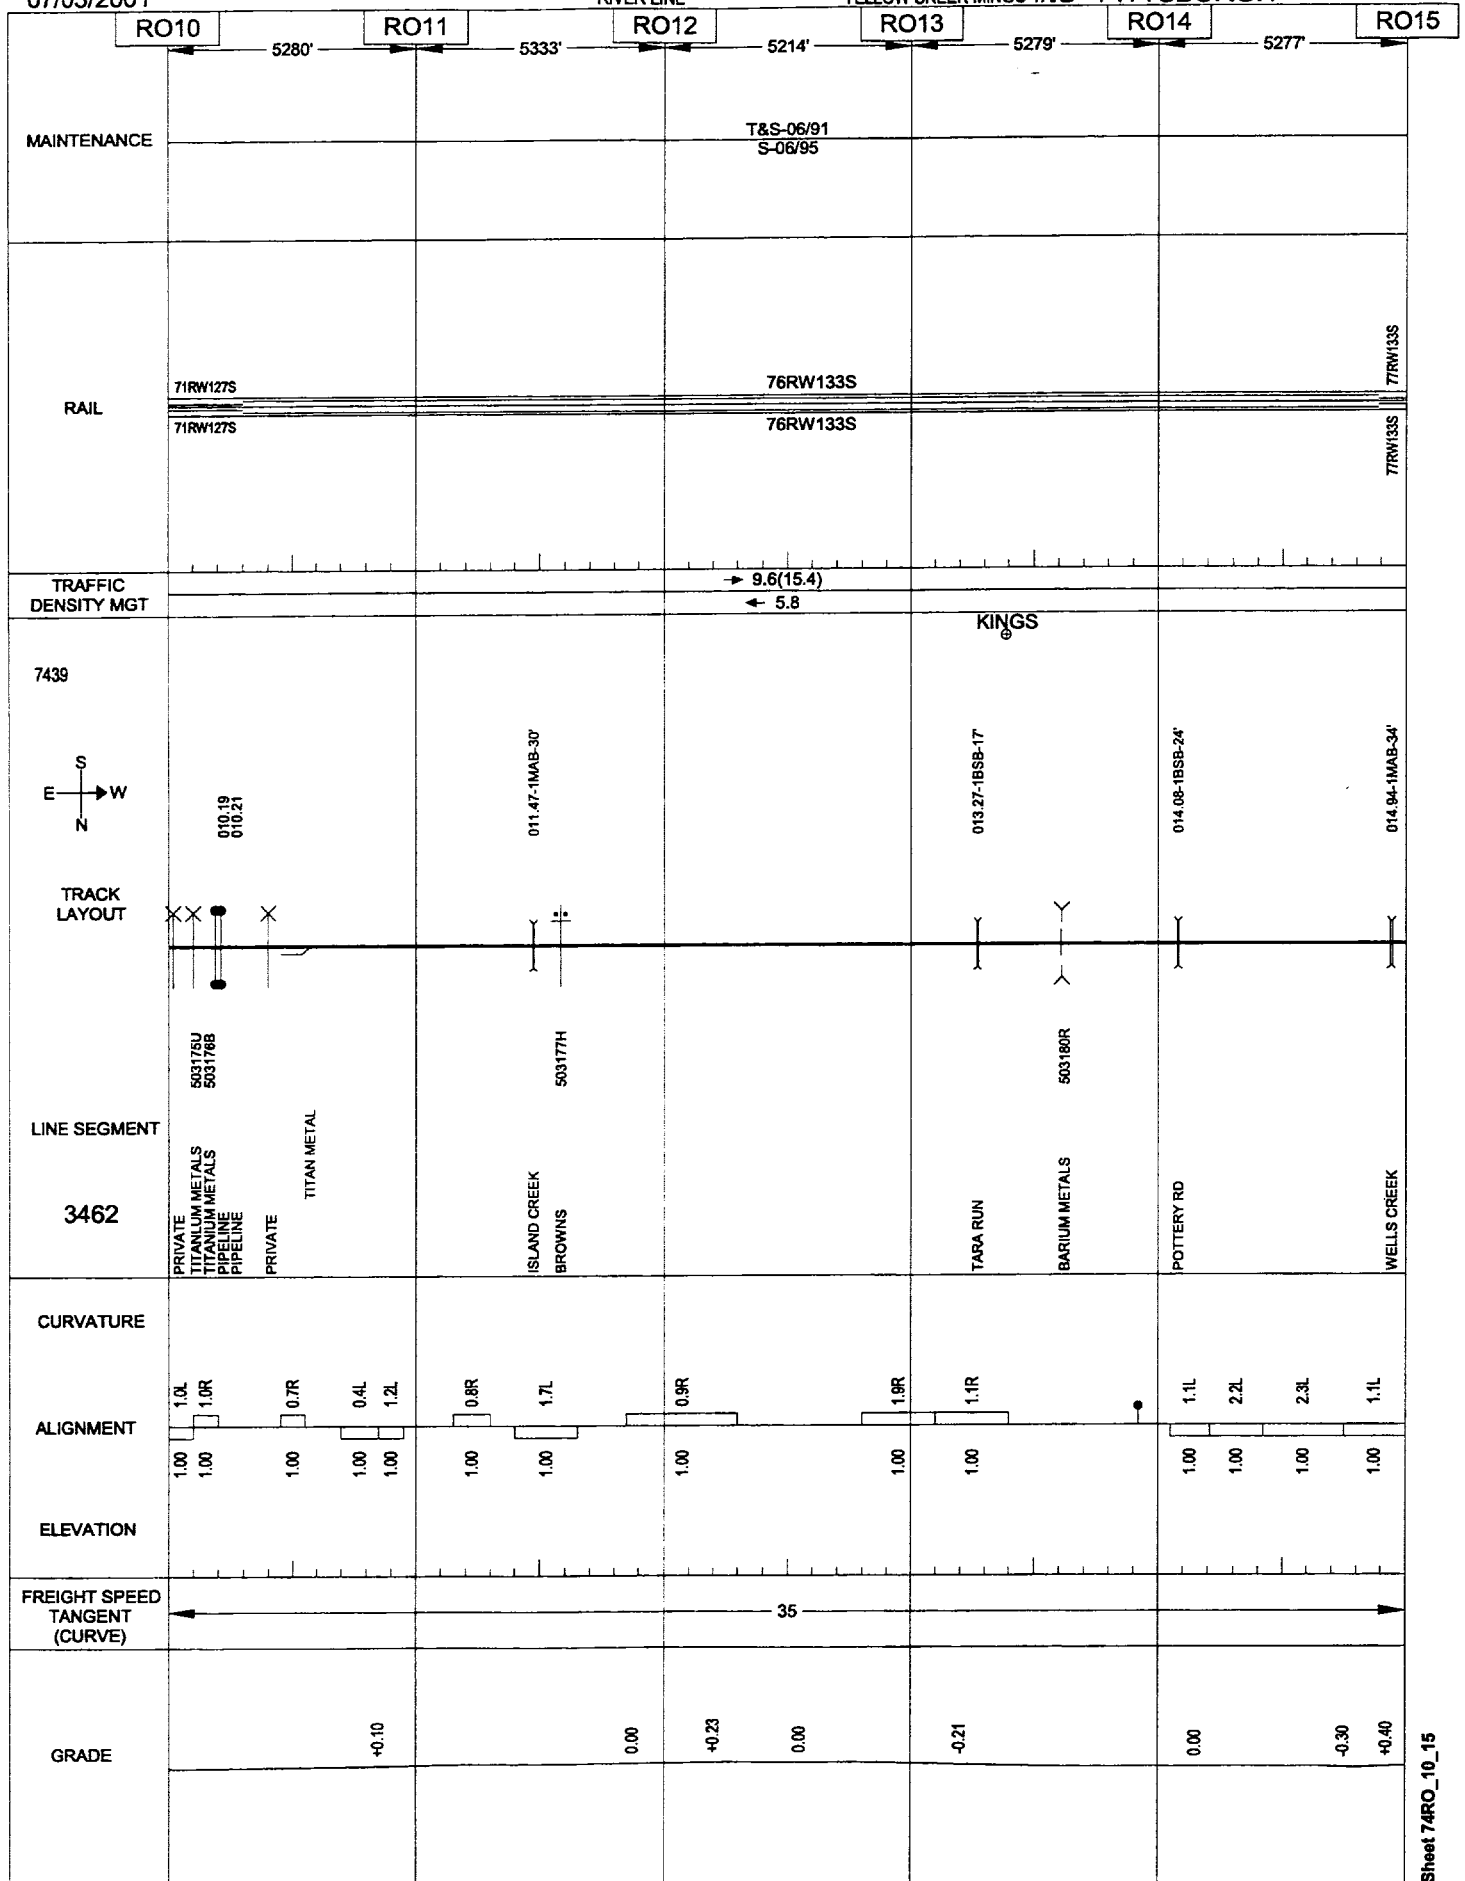 RO10 RO11 RO12 RO13 RO14 RO15
5280' 5333' 5214' 5279' 5277'
MAINTENANCE
T&S-06/91
S-06/95
RAIL
71RW127S
71RW127S
76RW133S
76RW133S
77RW133S
77RW133S
TRAFFIC
DENSITY MGT
9.6(15.4)
5.8
KINGS
7439
S
E W
N
010.19
010.21
011.47-1MAB-30'
013.27-1BSB-17'
014.08-1BSB-24'
014.94-1MAB-34'
TRACK
LAYOUT
503175U
503176B
503177H
503180R
LINE SEGMENT
3462
PRIVATE
TITANLUM METALS
TITANIUM METALS
PIPELINE
PIPELINE
PRIVATE
TITAN METAL
ISLAND CREEK
BROWNS
TARA RUN
BARIUM METALS
POTTERY RD
WELLS CREEK
CURVATURE
1.0L 1.0R 0.7R 0.4L 1.2L 0.8R 1.7L 0.9R 1.9R 1.1R 1.1L 2.2L 2.3L 1.1L
ALIGNMENT
1.00 1.00 1.00 1.00 1.00 1.00 1.00 1.00 1.00 1.00 1.00 1.00 1.00 1.00
ELEVATION
FREIGHT SPEED
TANGENT
(CURVE)
35
GRADE
+0.10 0.00 +0.23 0.00 -0.21 0.00 -0.30 +0.40
Sheet 74RO_10_15